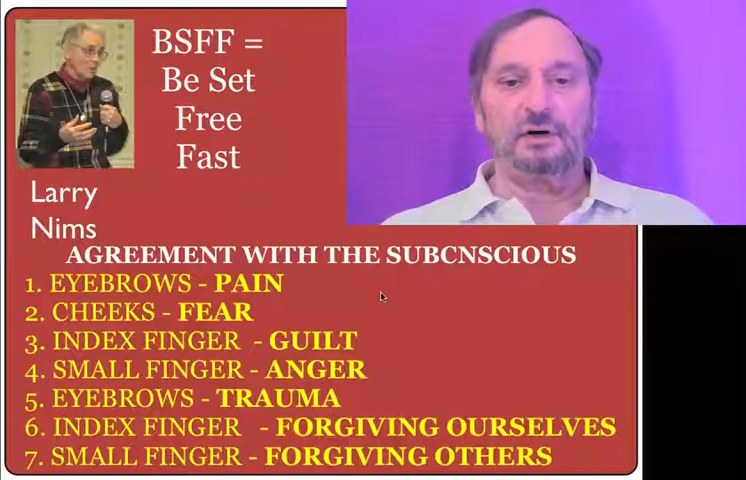 BSFF =
Be Set
Free
Fast
Larry
Nims
AGREEMENT WITH THE SUBCNSCIOUS
1. EYEBROWS - PAIN
2. CHEEKS - FEAR
3. INDEX FINGER - GUILT
4. SMALL FINGER - ANGER
5. EYEBROWS - TRAUMA
6. INDEX FINGER - FORGIVING OURSELVES
7. SMALL FINGER - FORGIVING OTHERS